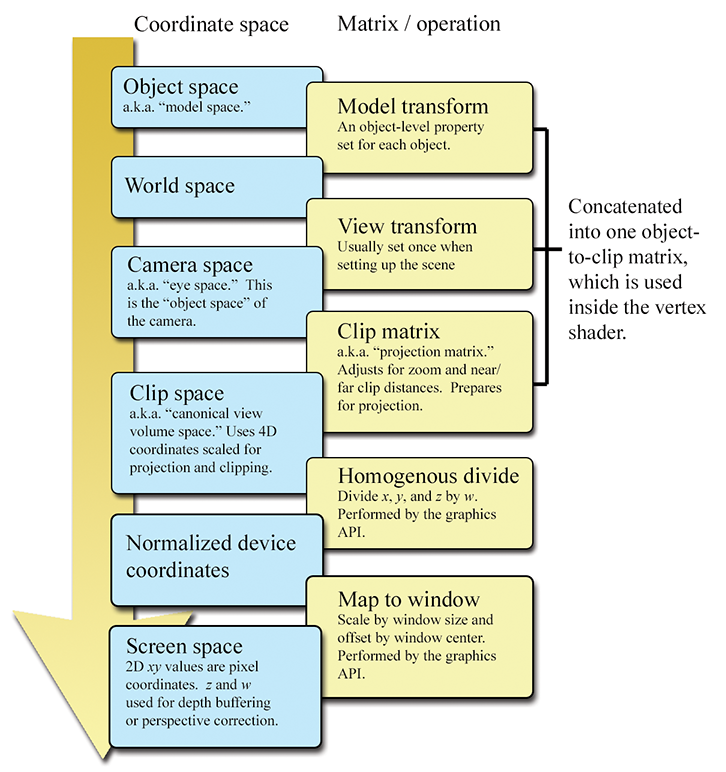 Coordinate space
Matrix / operation
Object space
a.k.a. “model space.”
Model transform
An object-level property
set for each object.
World space
View transform
Usually set once when
setting up the scene
Camera space
a.k.a. “eye space.” This
is the “object space” of
the camera.
Clip matrix
a.k.a. “projection matrix.”
Adjusts for zoom and near/
far clip distances. Prepares
for projection.
Clip space
a.k.a. “canonical view
volume space.” Uses 4D
coordinates scaled for
projection and clipping.
Homogenous divide
Divide x, y, and z by w.
Performed by the graphics
API.
Normalized device
coordinates
Map to window
Scale by window size and
offset by window center.
Performed by the graphics
API.
Screen space
2D xy values are pixel
coordinates. z and w
used for depth buffering
or perspective correction.
Concatenated
into one object-
to-clip matrix,
which is used
inside the vertex
shader.